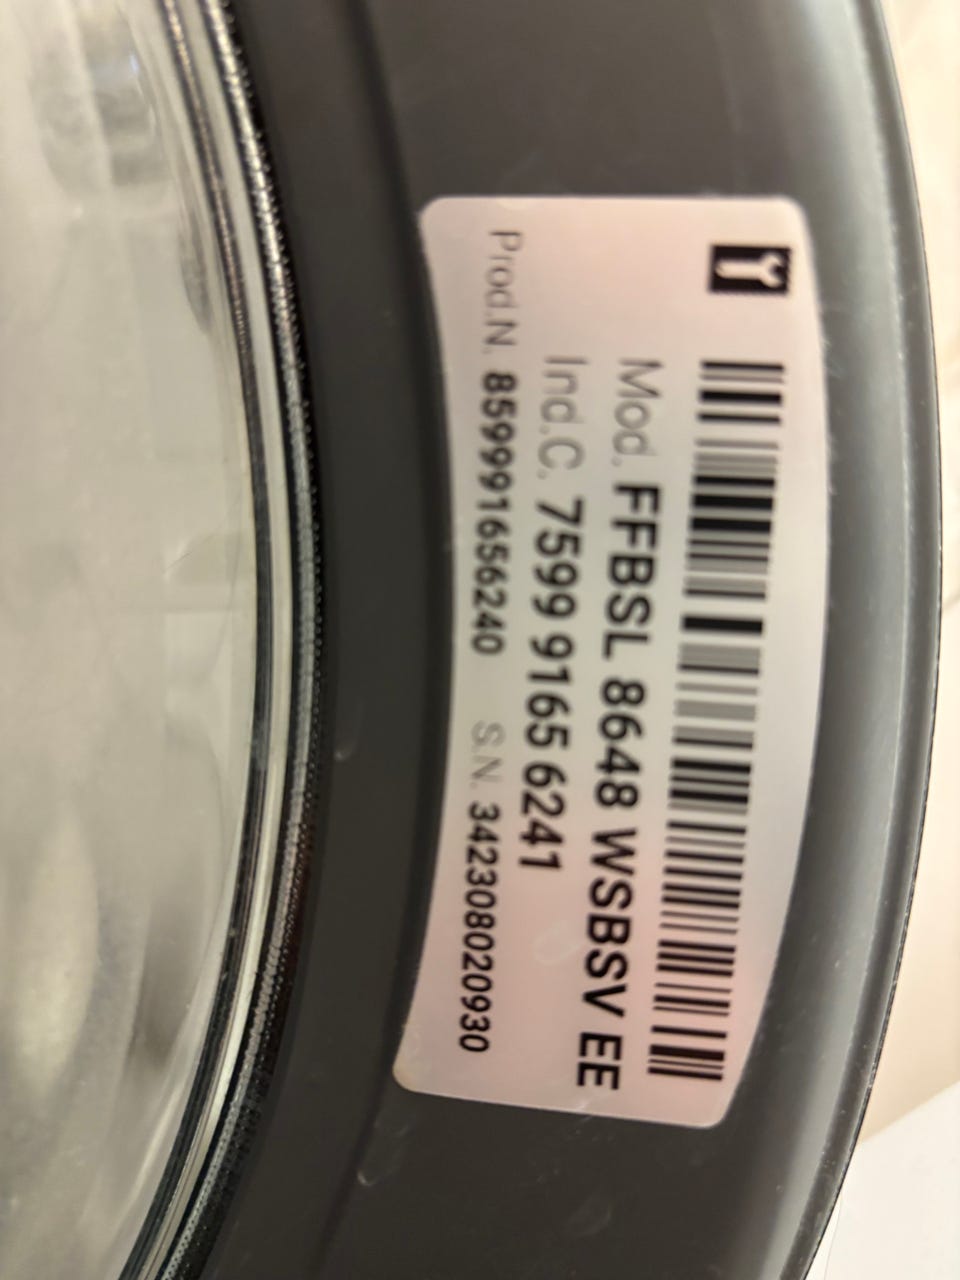 Mod. FFBSL 8648 WSBSV EE
Ind.C. 7599 9165 6241
Prod.N. 859991656240 S.N. 342308020930